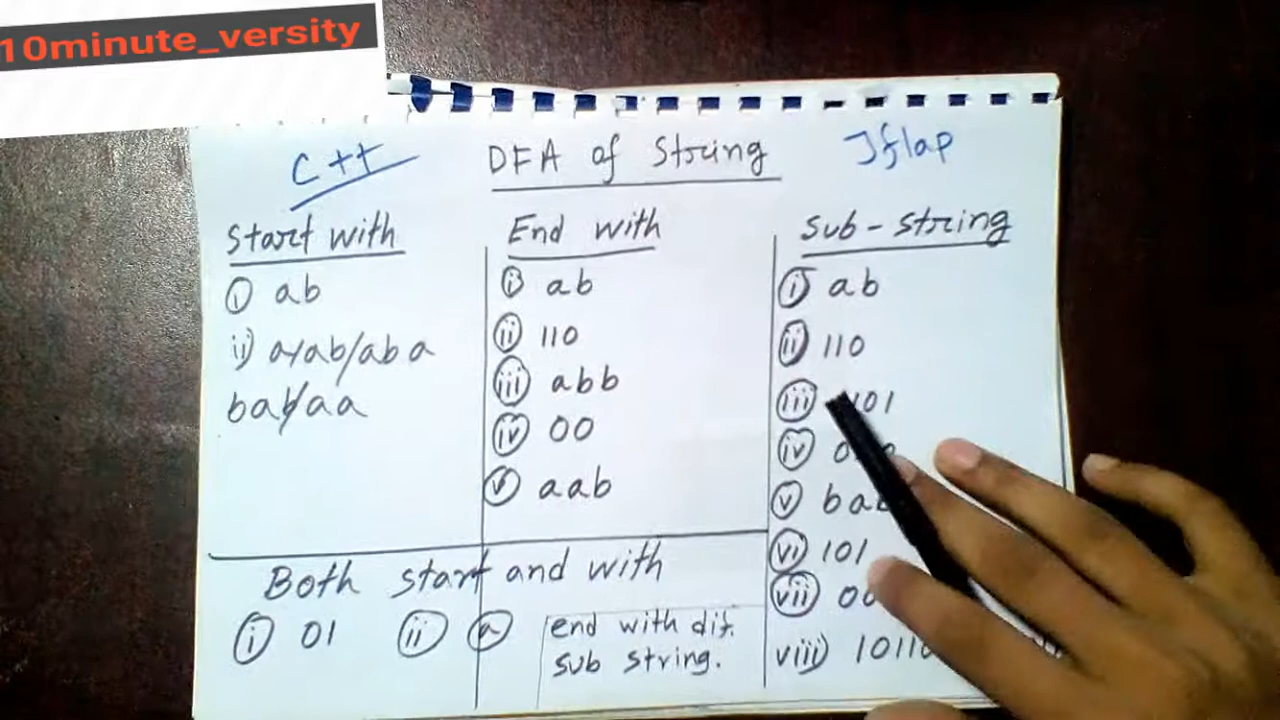 10minute_versity
C++
DFA of String
Jflap
Start with
i) ab
ii) a/ab/aba
bab/aa
End with
i) ab
ii) 110
iii) abb
iv) 00
v) aab
Sub-string
i) ab
ii) 110
iii)
iv)
v)
vi) 101
vii)
viii)
Both start and with
i) 01
ii) a
end with dif.
sub string.